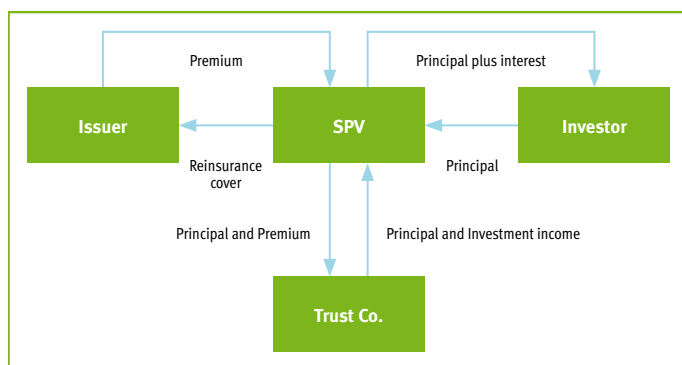 Premium
Principal plus interest
Issuer
SPV
Investor
Reinsurance
cover
Principal
Principal and Premium
Principal and Investment income
Trust Co.